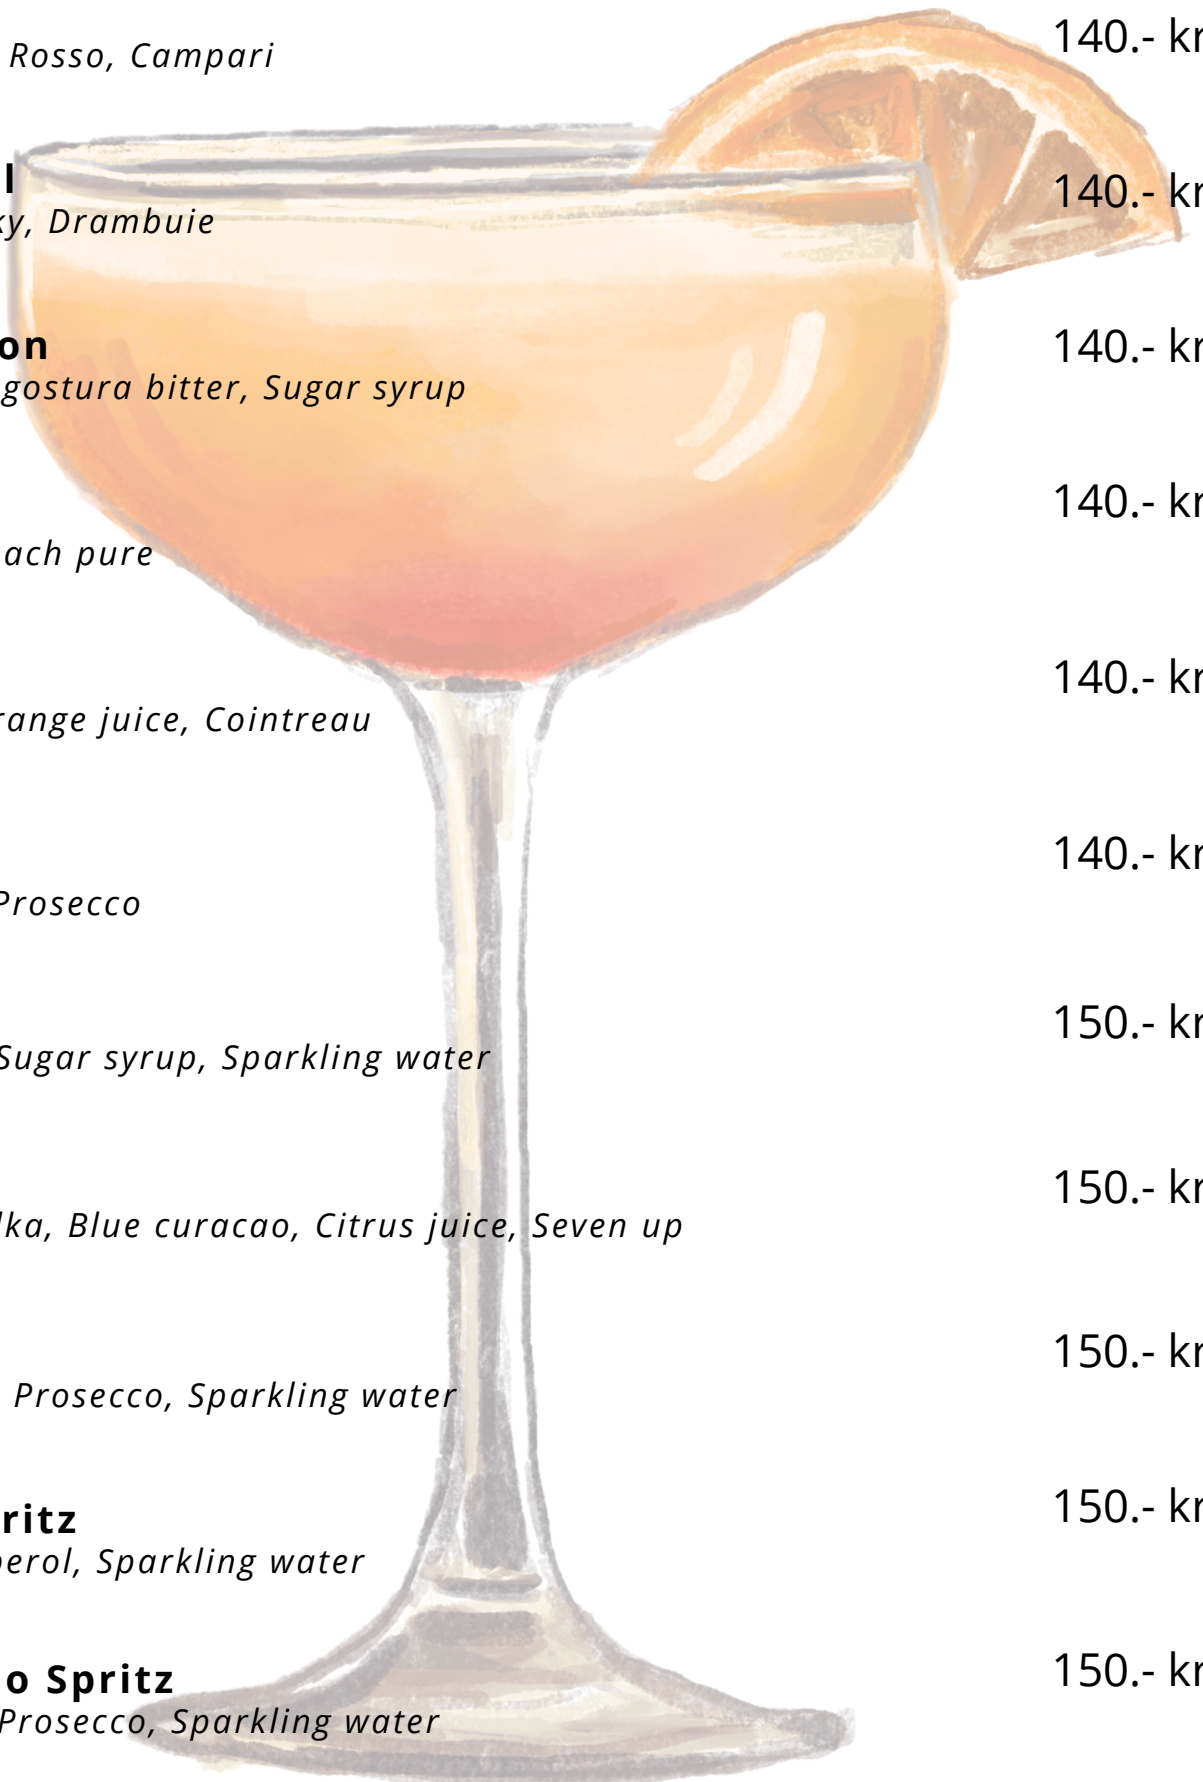 Rosso, Campari 140.- kr
l
ky, Drambuie 140.- kr
on 140.- kr
gostura bitter, Sugar syrup
140.- kr
ach pure
140.- kr
range juice, Cointreau
140.- kr
Prosecco
150.- kr
Sugar syrup, Sparkling water
150.- kr
lka, Blue curacao, Citrus juice, Seven up
150.- kr
Prosecco, Sparkling water
ritz 150.- kr
perol, Sparkling water
o Spritz 150.- kr
Prosecco, Sparkling water